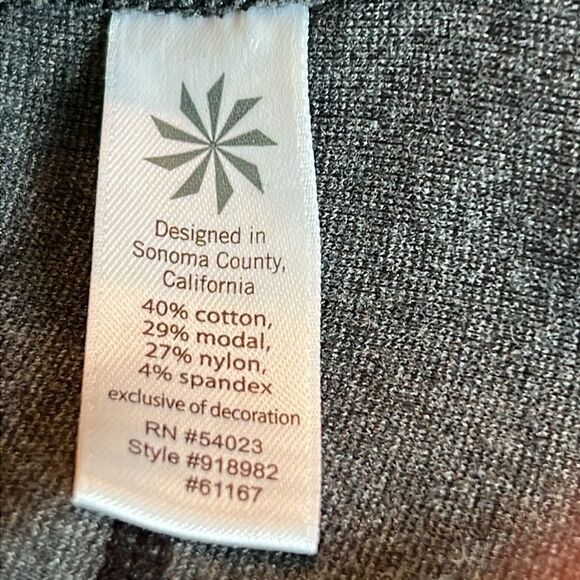 Designed in
Sonoma County,
California
40% cotton,
29% modal,
27% nylon,
4% spandex
exclusive of decoration
RN #54023
Style #918982
#61167